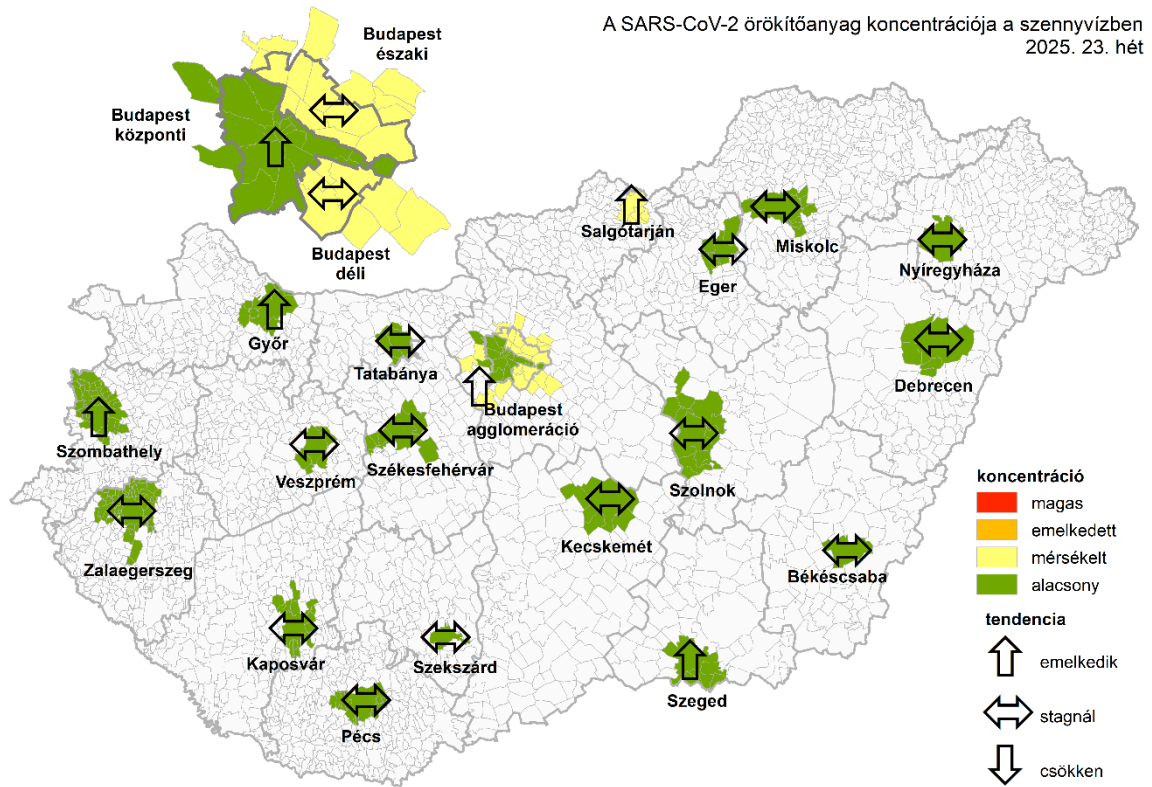 A SARS-CoV-2 örökítőanyag koncentrációja a szennyvízben
2025. 23. hét
Budapest
északi
Budapest
központi
Budapest
déli
Salgótarján
Miskolc
Eger
Nyíregyháza
Győr
Tatabánya
Debrecen
Budapest
agglomeráció
Szombathely
Veszprém
Székesfehérvár
Szolnok
Kecskemét
Zalaegerszeg
Békéscsaba
Kaposvár
Szekszárd
Szeged
Pécs
koncentráció
magas
emelkedett
mérsékelt
alacsony
tendencia
emelkedik
stagnál
csökken